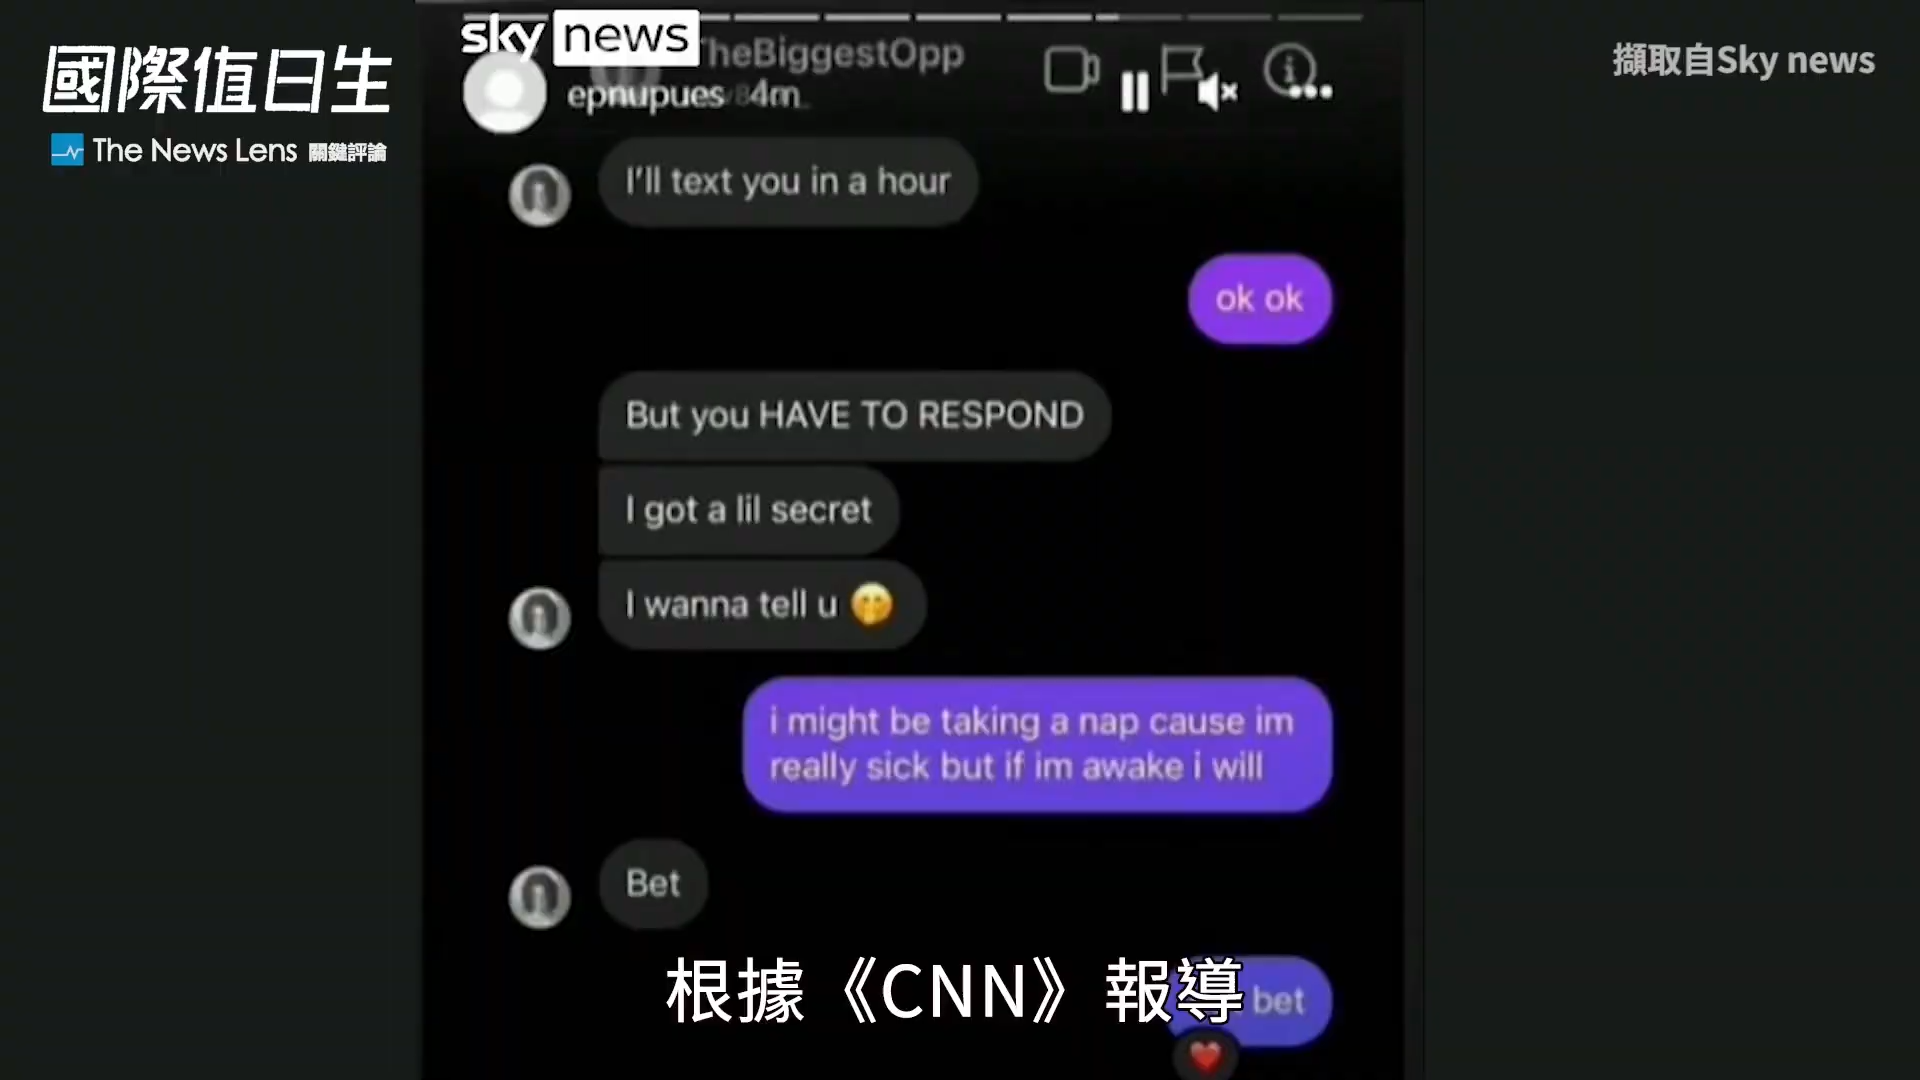 國際值日生
The News Lens 關鍵評論
sky news
擷取自Sky news
TheBiggestOpp
epnupues 4m
I'll text you in a hour
ok ok
But you HAVE TO RESPOND
I got a lil secret
I wanna tell u 🤭
i might be taking a nap cause im
really sick but if im awake i will
Bet
bet
根據《CNN》報導